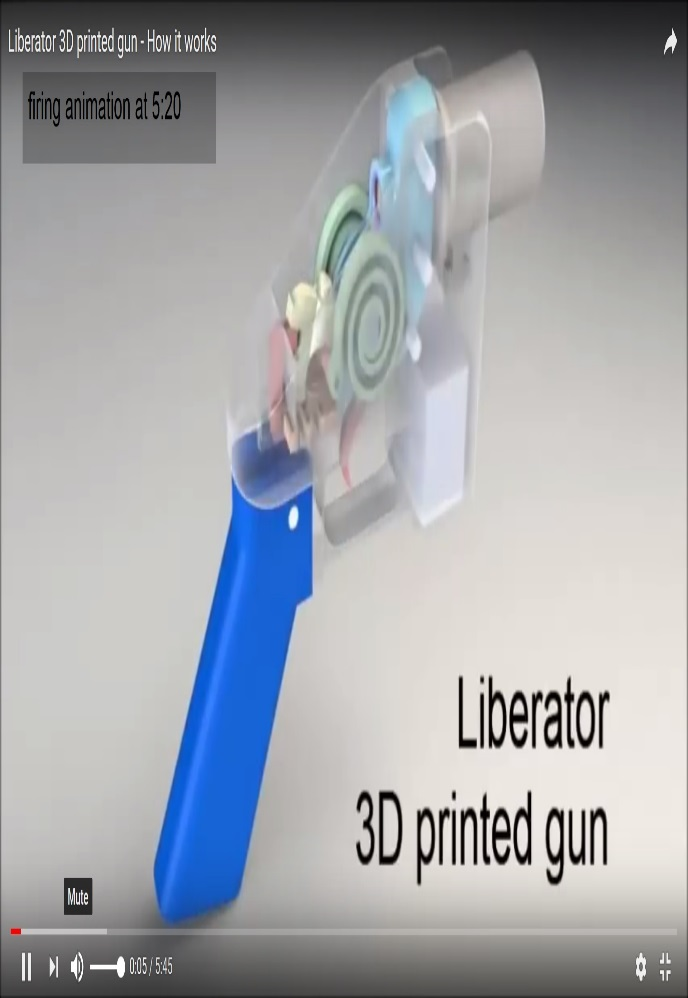 Liberator 3D printed gun - How it works
firing animation at 5:20
Liberator
3D printed gun
Mute
0:05 / 5:45